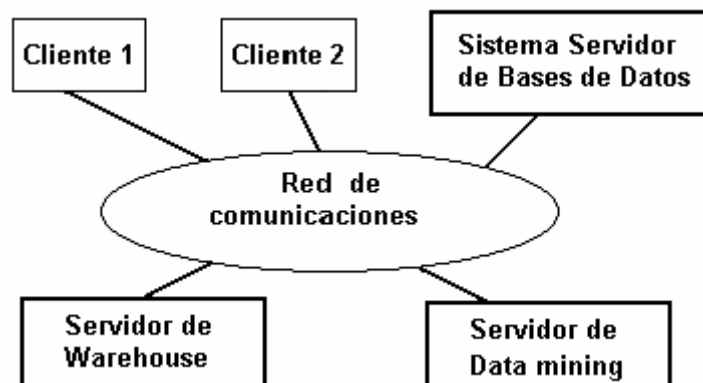 Cliente 1
Cliente 2
Sistema Servidor
de Bases de Datos
Red de
comunicaciones
Servidor de
Warehouse
Servidor de
Data mining